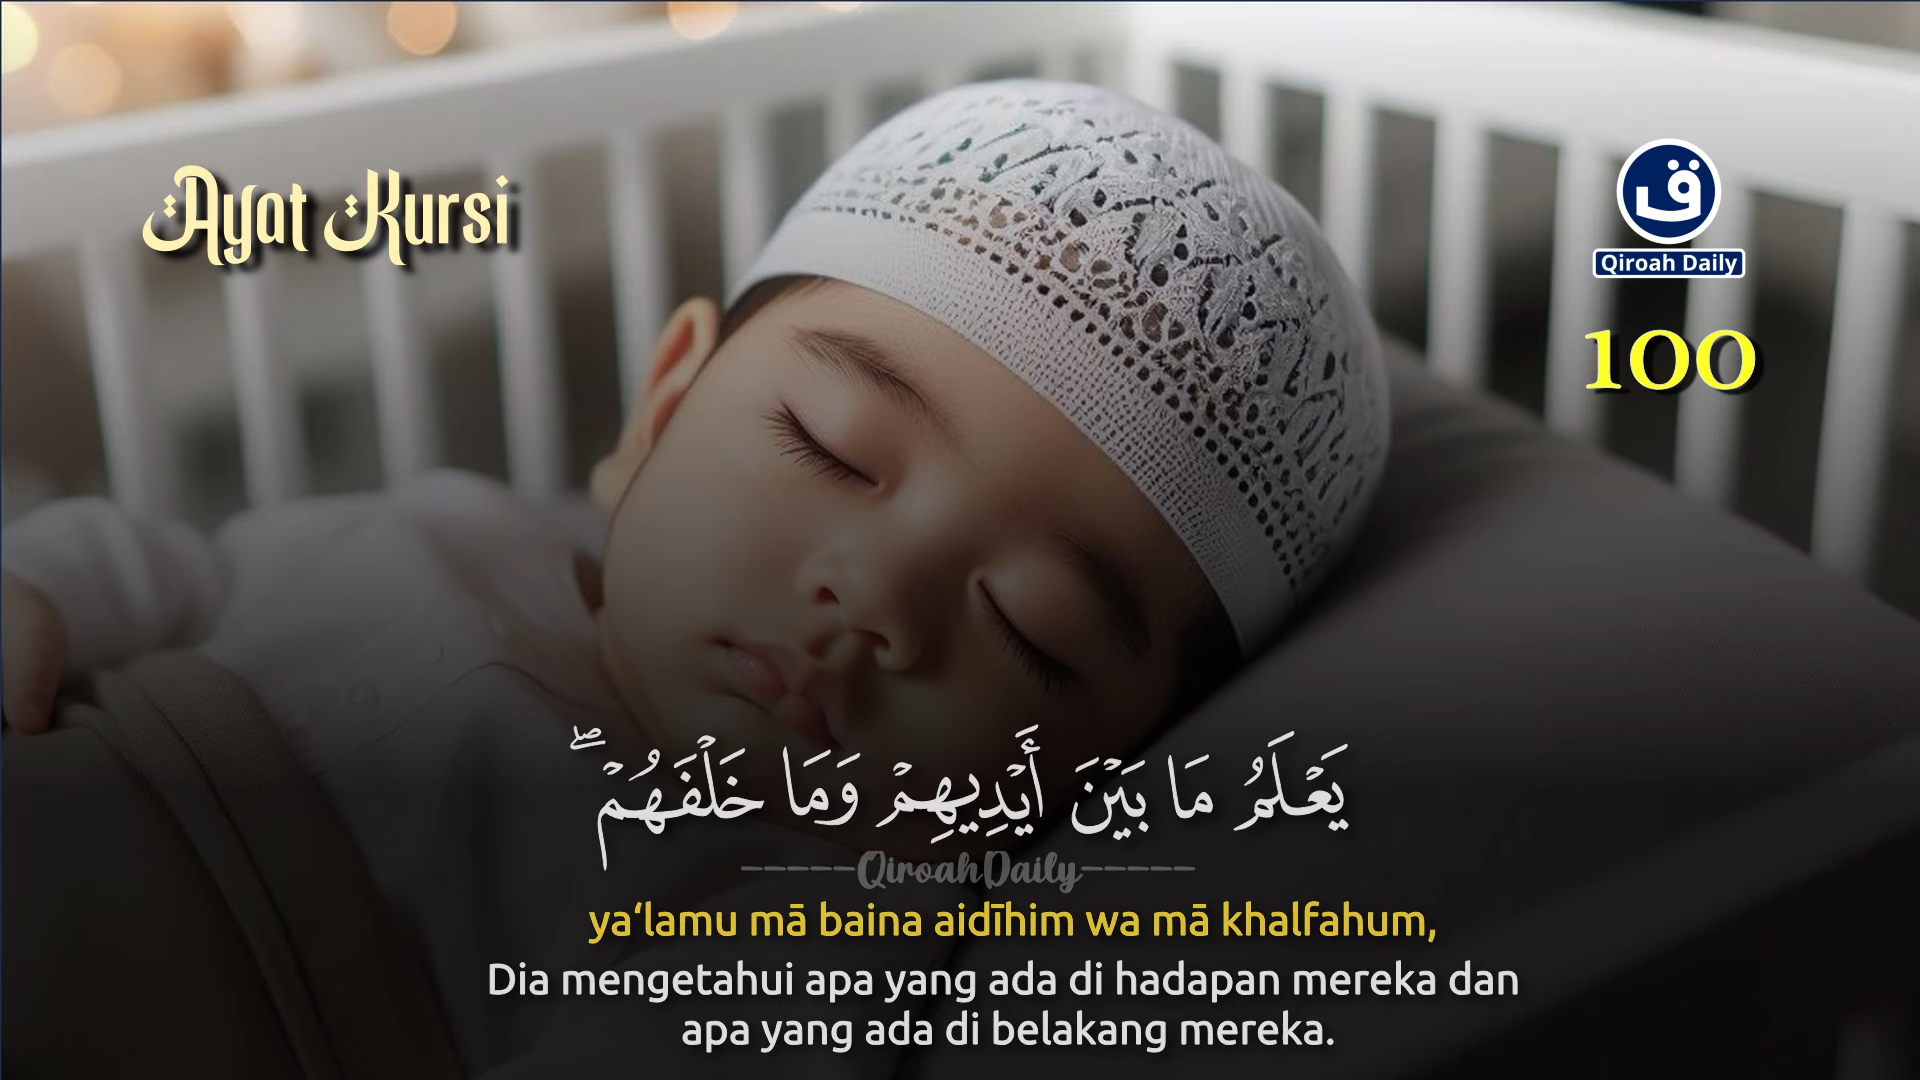 Ayat Kursi
ق
Qiroah Daily
100
يَعْلَمُ مَا بَيْنَ أَيْدِيهِمْ وَمَا خَلْفَهُمْ ۖ
-----QiroahDaily-----
ya‘lamu mā baina aidīhim wa mā khalfahum,
Dia mengetahui apa yang ada di hadapan mereka dan
apa yang ada di belakang mereka.